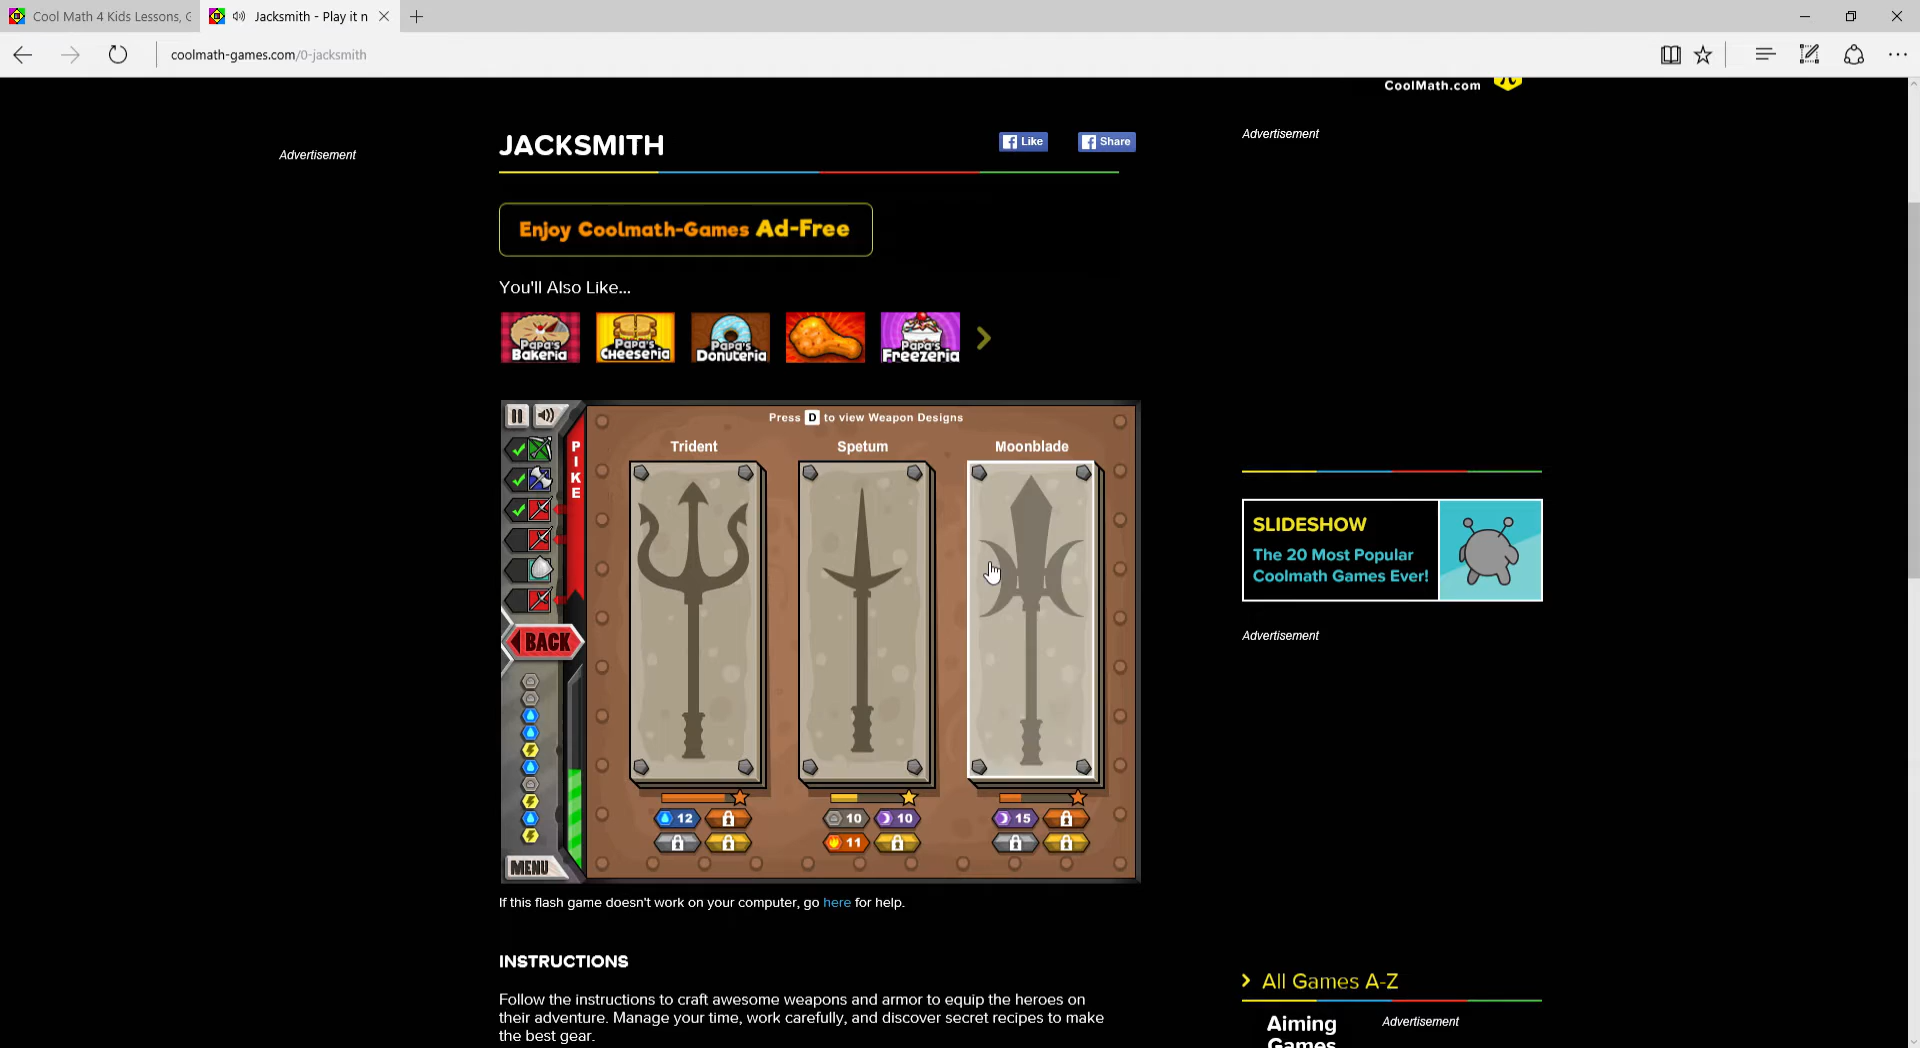 Cool Math 4 Kids Lessons, G
Jacksmith - Play it n
coolmath-games.com/0-jacksmith
CoolMath.com
Advertisement
JACKSMITH
Like
Share
Advertisement
Enjoy Coolmath-Games Ad-Free
You'll Also Like...
Papa's Bakeria
Papa's Cheeseria
Papa's Donuteria
Papa's Freezeria
Press D to view Weapon Designs
PIKE
Trident
Spetum
Moonblade
BACK
12
10
10
11
15
MENU
SLIDESHOW
The 20 Most Popular
Coolmath Games Ever!
Advertisement
If this flash game doesn't work on your computer, go here for help.
INSTRUCTIONS
Follow the instructions to craft awesome weapons and armor to equip the heroes on
their adventure. Manage your time, work carefully, and discover secret recipes to make
the best gear.
All Games A-Z
Aiming
Games
Advertisement